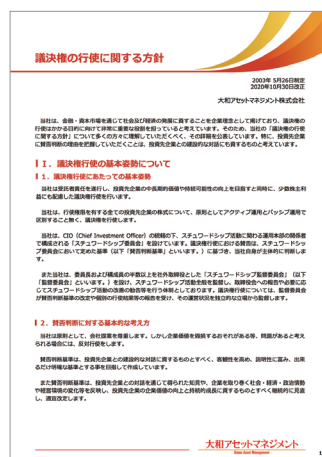 議決権の行使に関する方針
2003年 5月26日制定
2020年10月30日改正
大和アセットマネジメント株式会社
当社は、金融・資本市場を通じて社会及び経済の発展に資することを企業理念として掲げており、議決権の
行使はかかる目的に向けて非常に重要な役割を担っていると考えています。そのため、当社の「議決権の行使
に関する方針」について多くの方々に理解していただくべく、その詳細を公表しています。特に、投資先企業
に賛否判断の理由を把握していただくことは、投資先企業との建設的な対話にも資するものと考えています。
Ⅰ. 議決権行使の基本姿勢について
1. 議決権行使にあたっての基本姿勢
当社は受託者責任を遂行し、投資先企業の中長期的価値や持続可能性の向上を目指すと同時に、少数株主利
益にも配慮した議決権行使を行います。
当社は、行使権限を有する全ての投資先企業の株式について、原則としてアクティブ運用とパッシブ運用で
区別することと無く、議決権を行使します。
当社は、CIO(Chief Investment Officer)の統轄の下、スチュワードシップ活動に関わる運用本部の関係者
で構成される「スチュワードシップ委員会」を設けています。議決権行使における賛否は、スチュワードシッ
プ委員会において定めた基準(以下「賛否判断基準」といいます。)に基づき、当社自身が主体的に判断しま
す。
また当社は、委員長および構成員の半数以上を社外取締役とした「スチュワードシップ監督委員会」(以下
「監督委員会」といいます。)を設け、スチュワードシップ活動全般を監督し、取締役会への報告や必要に応
じてスチュワードシップ活動の改善の勧告等を行う体制としております。議決権行使については、監督委員会
が賛否判断基準の改定や個別の行使結果等の報告を受け、その運営状況を独立的な立場から監督します。
2. 賛否判断に対する基本的な考え方
当社は原則として、会社提案を尊重します。しかし企業価値を毀損するおそれがある等、問題があると考え
られる場合には、反対行使をします。
賛否判断基準は、投資先企業との建設的な対話に資するものとすべく、客観性を高め、説明性に富み、出来
るだけ明確な基準とする事を目指して作成しています。
また賛否判断基準は、投資先企業との対話を通じて得られた知見や、企業を取り巻く社会・経済・政治情勢
や経営環境の変化等を反映し、投資先企業の企業価値の向上と持続的成長に資するものとすべく継続的に見直
し、適宜改定します。
大和アセットマネジメント
Daiwa Asset Management
1